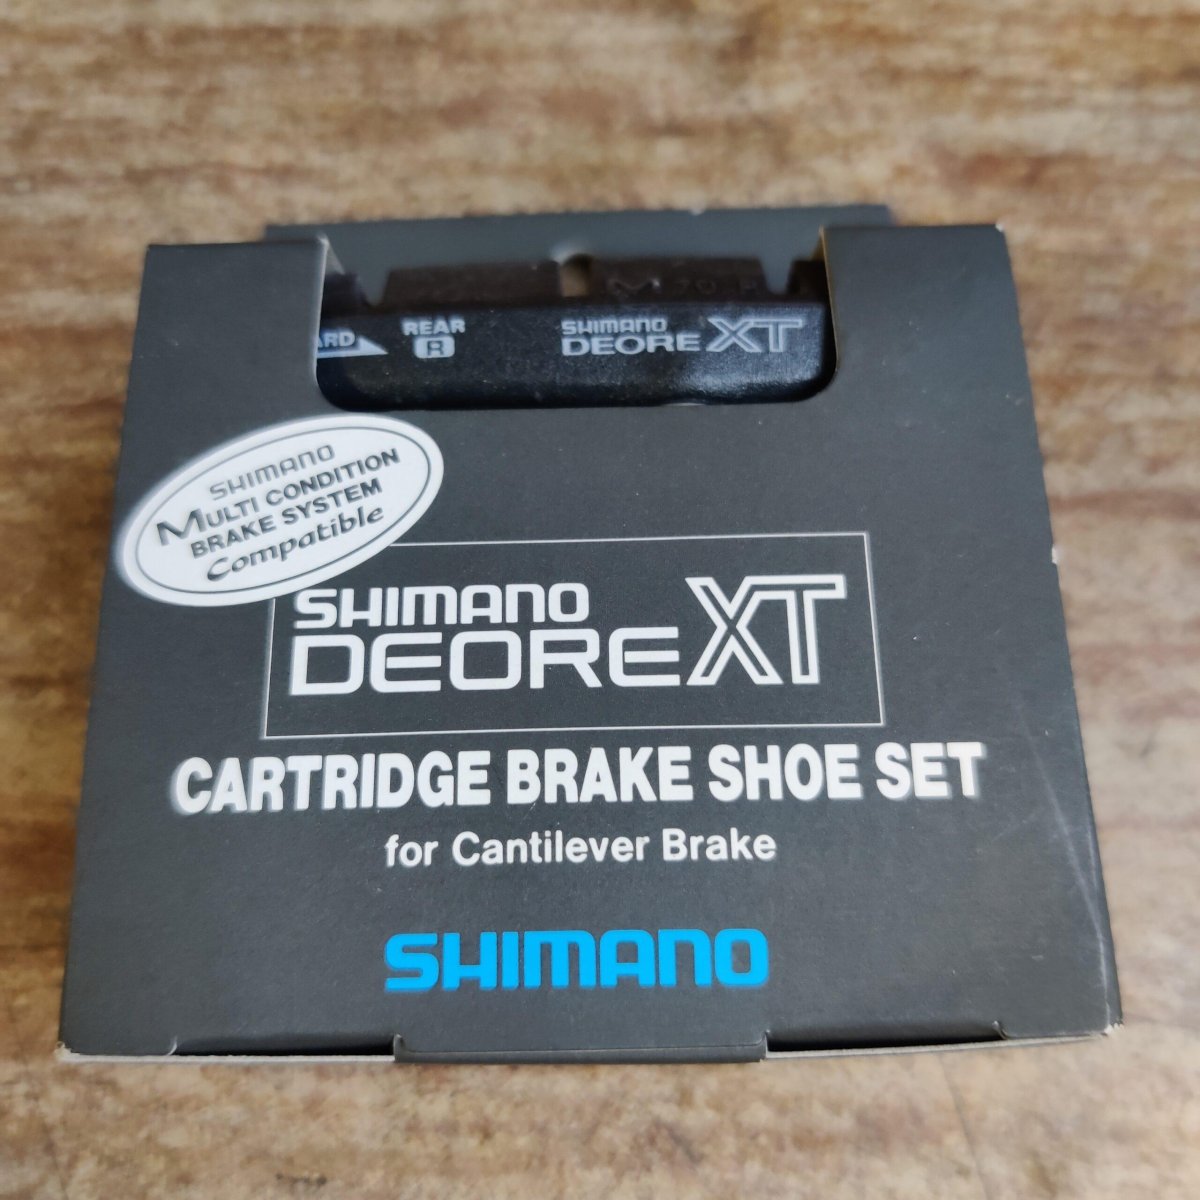 ARD
REAR
R
SHIMANO
DEORE XT
SHIMANO
MULTI CONDITION
BRAKE SYSTEM
Compatible
SHIMANO
DEORE XT
CARTRIDGE BRAKE SHOE SET
for Cantilever Brake
SHIMANO